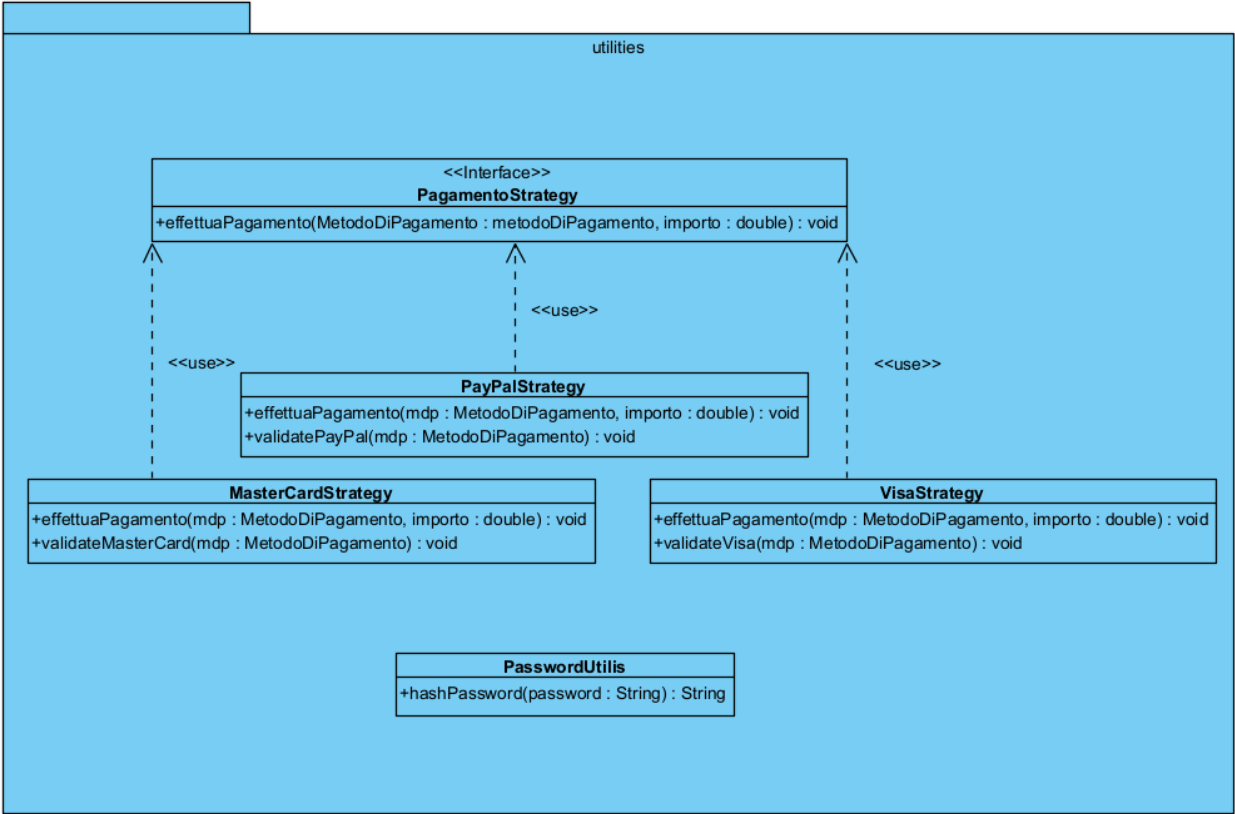 utilities
<<Interface>>
PagamentoStrategy
+effettuaPagamento(MetodoDiPagamento : metodoDiPagamento, importo : double) : void
<<use>>
<<use>>
<<use>>
PayPalStrategy
+effettuaPagamento(mdp : MetodoDiPagamento, importo : double) : void
+validatePayPal(mdp : MetodoDiPagamento) : void
MasterCardStrategy
+effettuaPagamento(mdp : MetodoDiPagamento, importo : double) : void
+validateMasterCard(mdp : MetodoDiPagamento) : void
VisaStrategy
+effettuaPagamento(mdp : MetodoDiPagamento, importo : double) : void
+validateVisa(mdp : MetodoDiPagamento) : void
PasswordUtilis
+hashPassword(password : String) : String